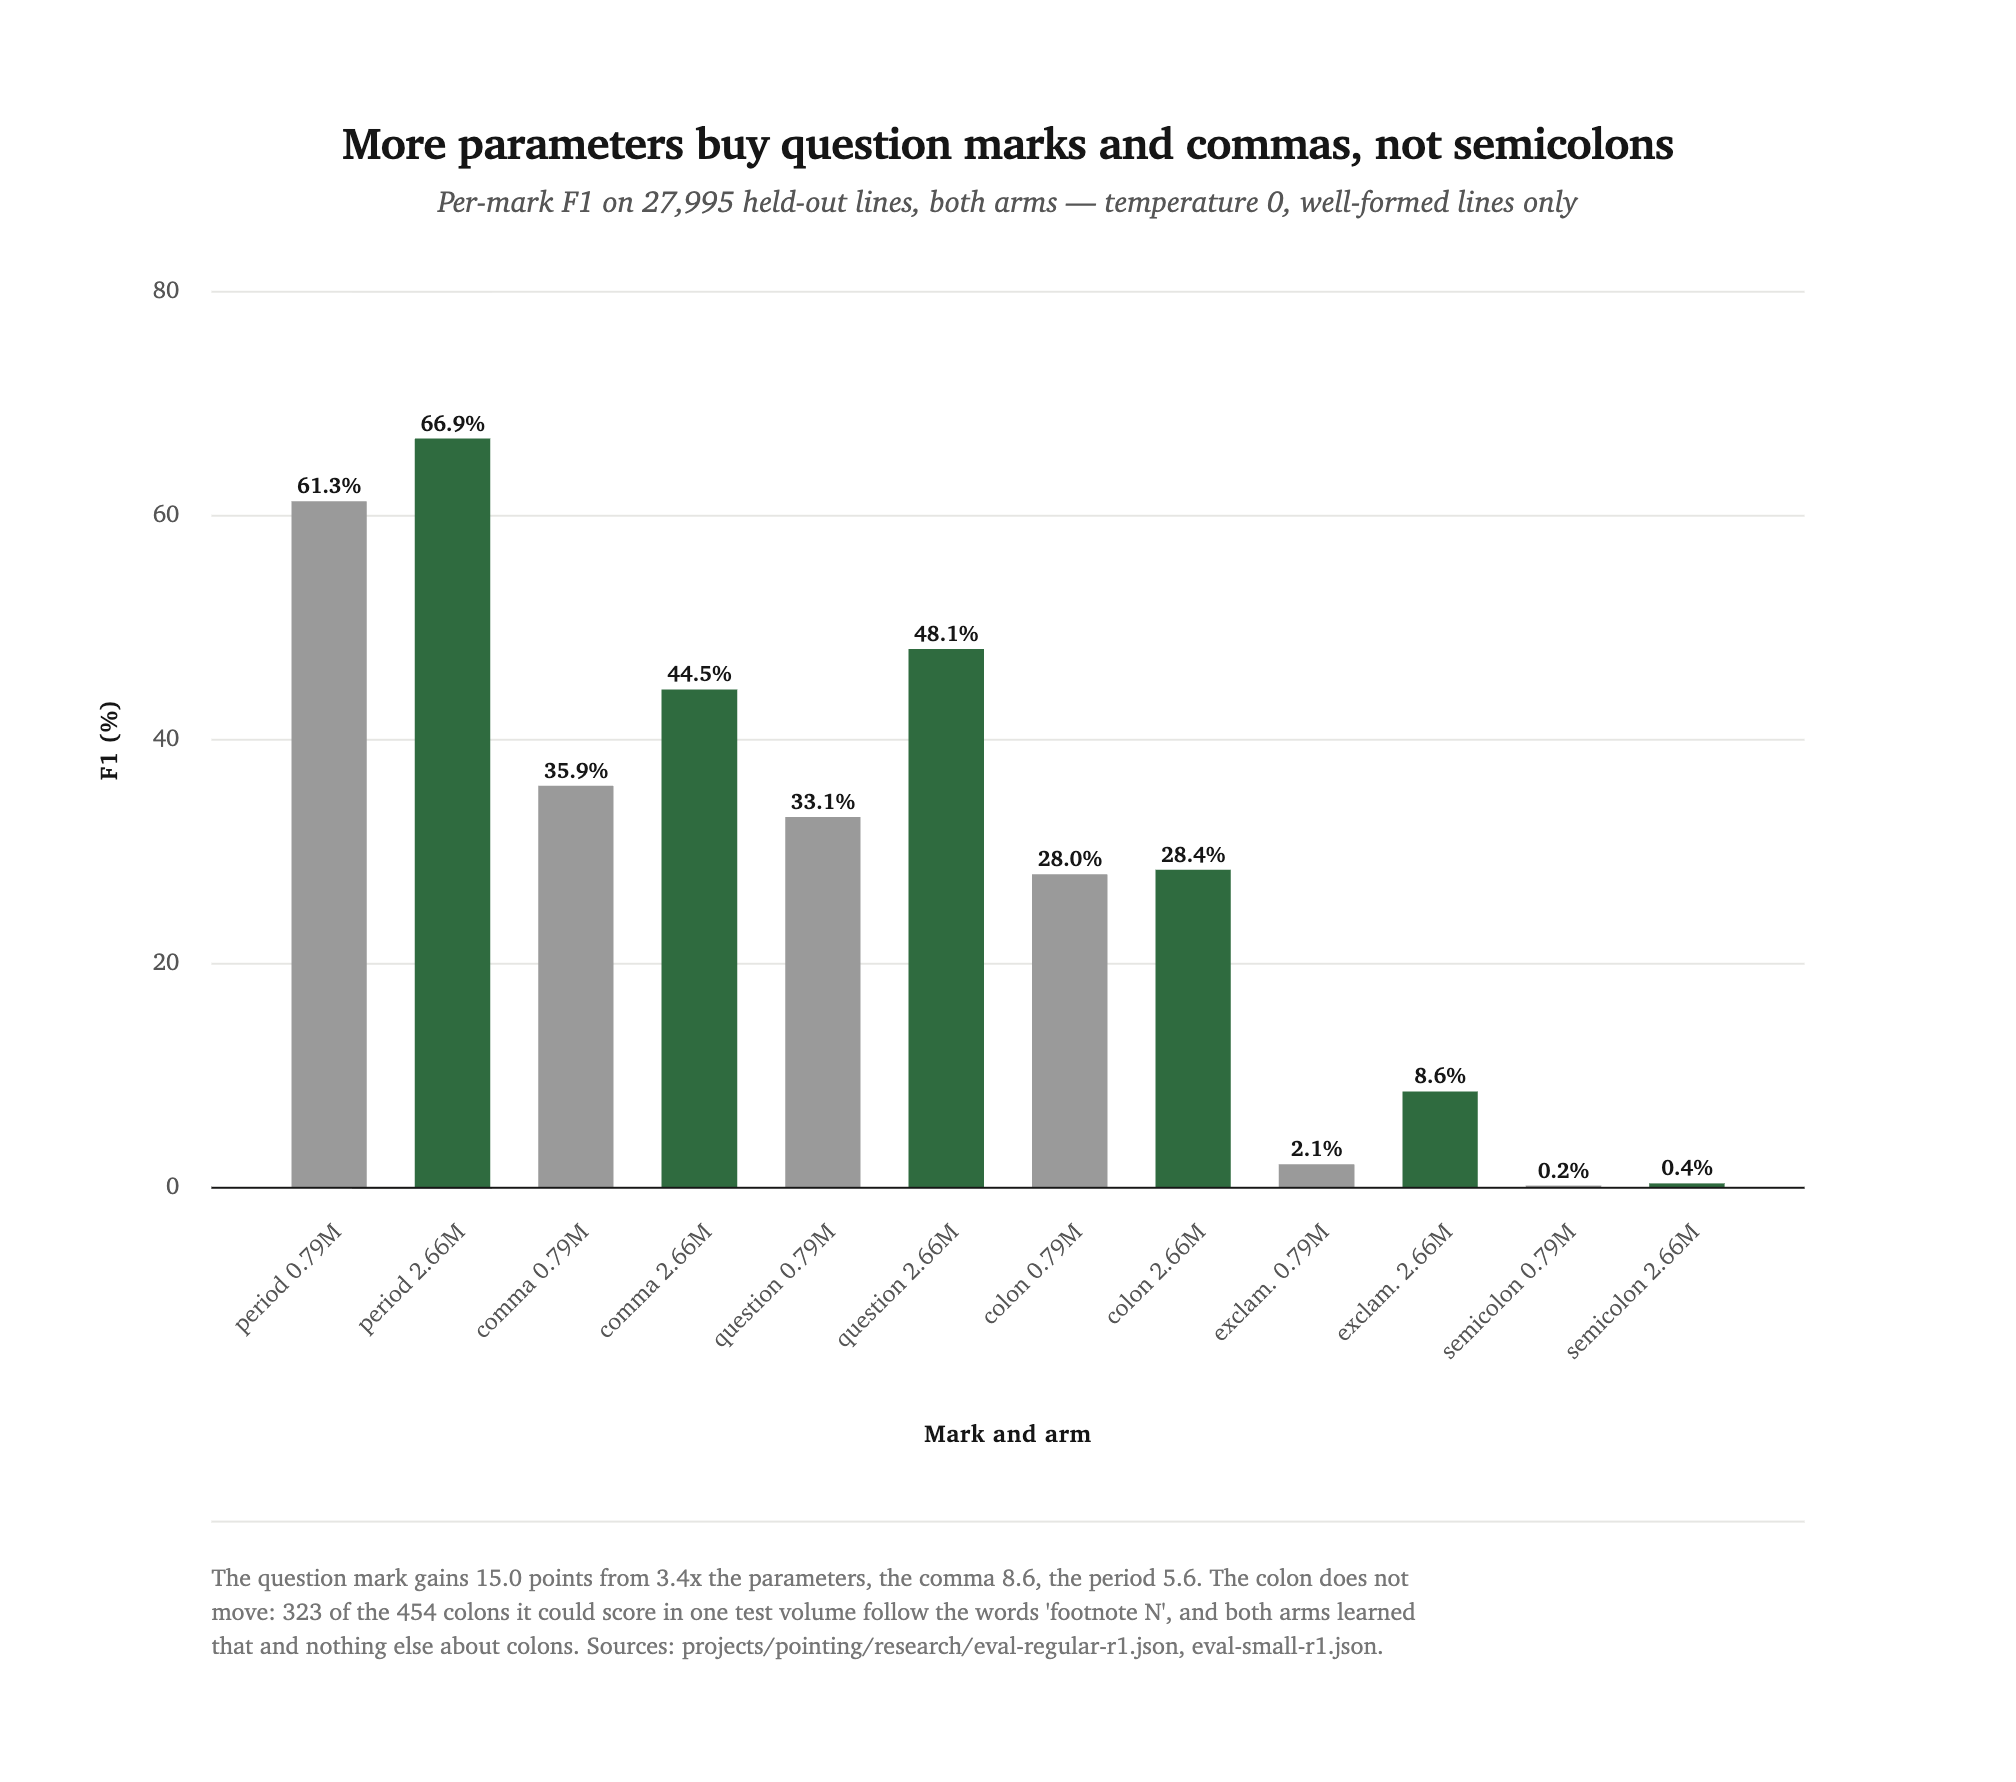 More parameters buy question marks and commas, not semicolons
Per-mark F1 on 27,995 held-out lines, both arms — temperature 0, well-formed lines only
80
60
40
20
0
F1 (%)
61.3%
66.9%
35.9%
44.5%
33.1%
48.1%
28.0%
28.4%
2.1%
8.6%
0.2%
0.4%
period 0.79M
period 2.66M
comma 0.79M
comma 2.66M
question 0.79M
question 2.66M
colon 0.79M
colon 2.66M
exclam. 0.79M
exclam. 2.66M
semicolon 0.79M
semicolon 2.66M
Mark and arm
The question mark gains 15.0 points from 3.4x the parameters, the comma 8.6, the period 5.6. The colon does not
move: 323 of the 454 colons it could score in one test volume follow the words 'footnote N', and both arms learned
that and nothing else about colons. Sources: projects/pointing/research/eval-regular-r1.json, eval-small-r1.json.